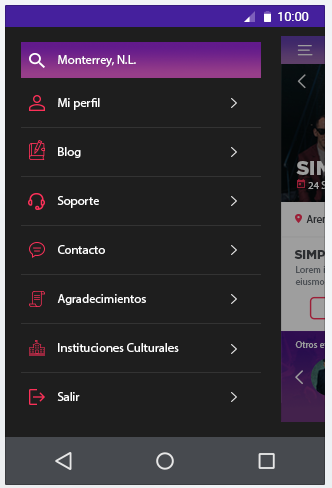 10:00
Monterrey, N.L.
Mi perfil
Blog
Soporte
Contacto
Agradecimientos
Instituciones Culturales
Salir
SIM
24 S
Aren
SIMP
Lorem i
eiusmo
Otros e